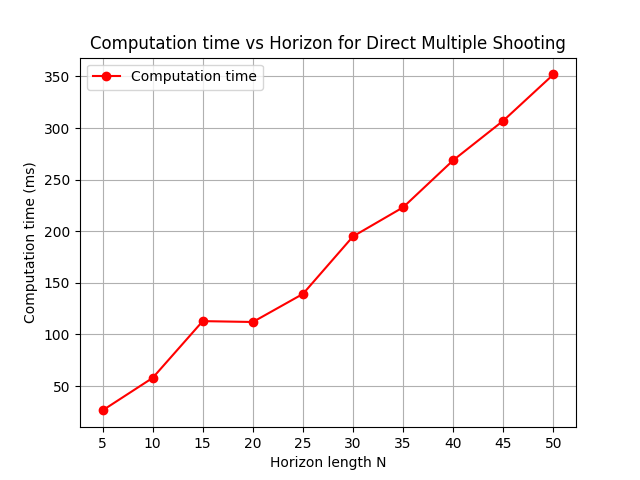 Computation time vs Horizon for Direct Multiple Shooting
Computation time
350
300
250
200
150
100
50
Computation time (ms)
5 10 15 20 25 30 35 40 45 50
Horizon length N